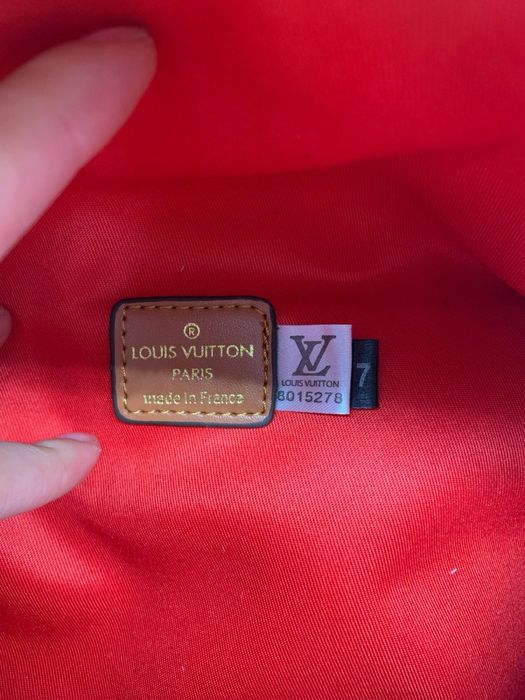 ®
LOUIS VUITTON
PARIS
made in France
LV
LOUIS VUITTON
8015278
7